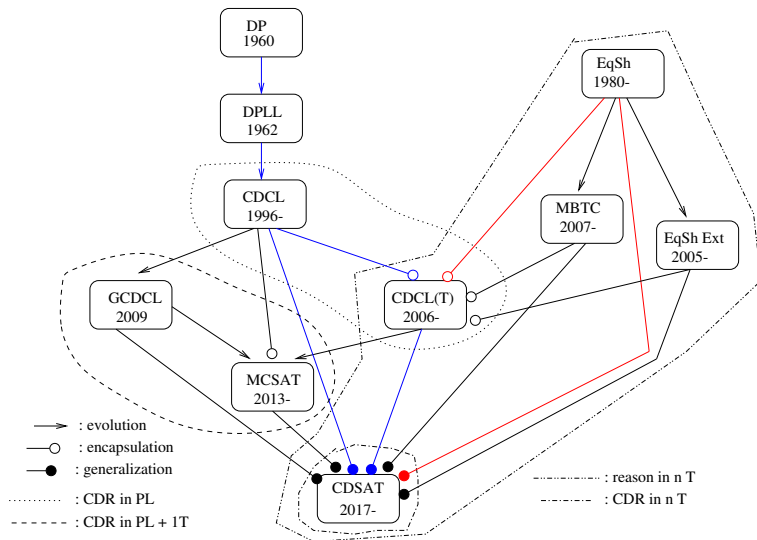 DP
1960
EqSh
1980-
DPLL
1962
CDCL
1996-
MBTC
2007-
EqSh Ext
2005-
GCDCL
2009
CDCL(T)
2006-
MCSAT
2013-
: evolution
: encapsulation
: generalization
: CDR in PL
: CDR in PL + 1T
CDSAT
2017-
: reason in n T
: CDR in n T